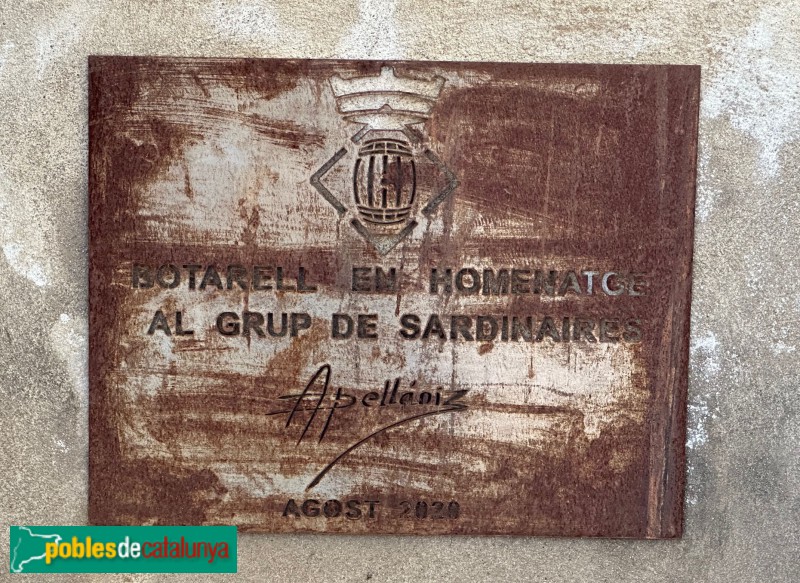 BOTARELL EN HOMENATGE
AL GRUP DE SARDINAIRES
Apellániz
AGOST 2020
poblesdecatalunya